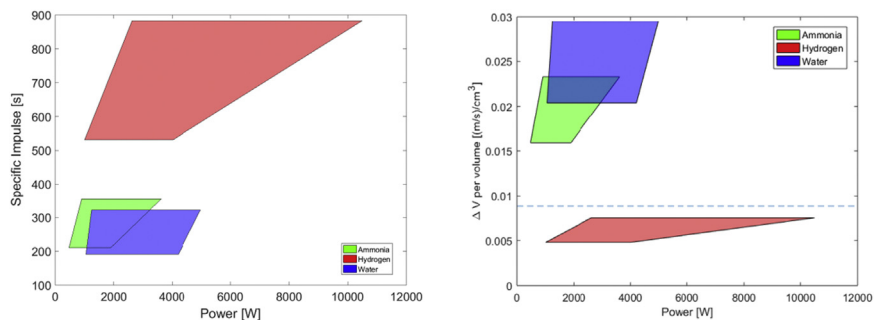 900
800
700
600
500
400
300
200
100
Specific Impulse [s]
0 2000 4000 6000 8000 10000 12000
Power [W]
Ammonia
Hydrogen
Water
0.03
0.025
0.02
0.015
0.01
0.005
0
Δ V per volume [(m/s)/cm³]
0 2000 4000 6000 8000 10000 12000
Power [W]
Ammonia
Hydrogen
Water